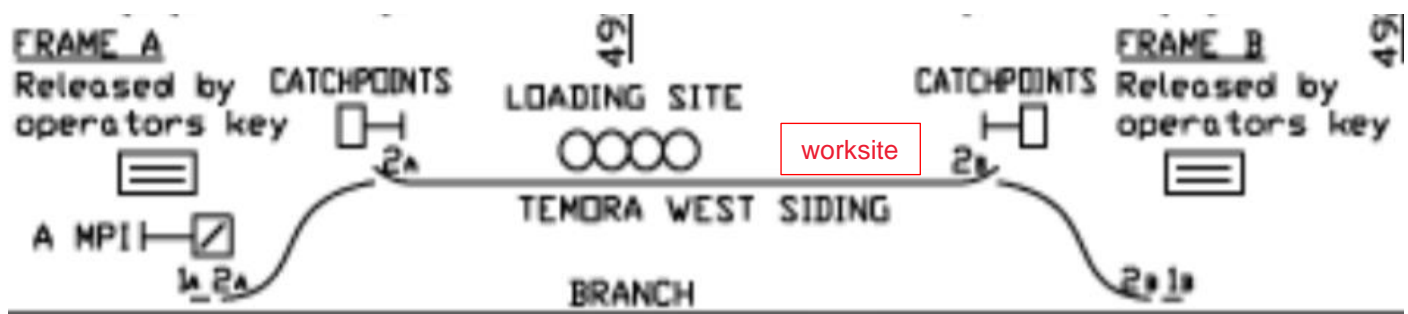 FRAME A
Released by
operators key
CATCHPOINTS
49
LOADING SITE
worksite
CATCHPOINTS
FRAME B
Released by
operators key
49
2A
2B
TEMORA WEST SIDING
A MPI
1A 2A
BRANCH
2B 1B